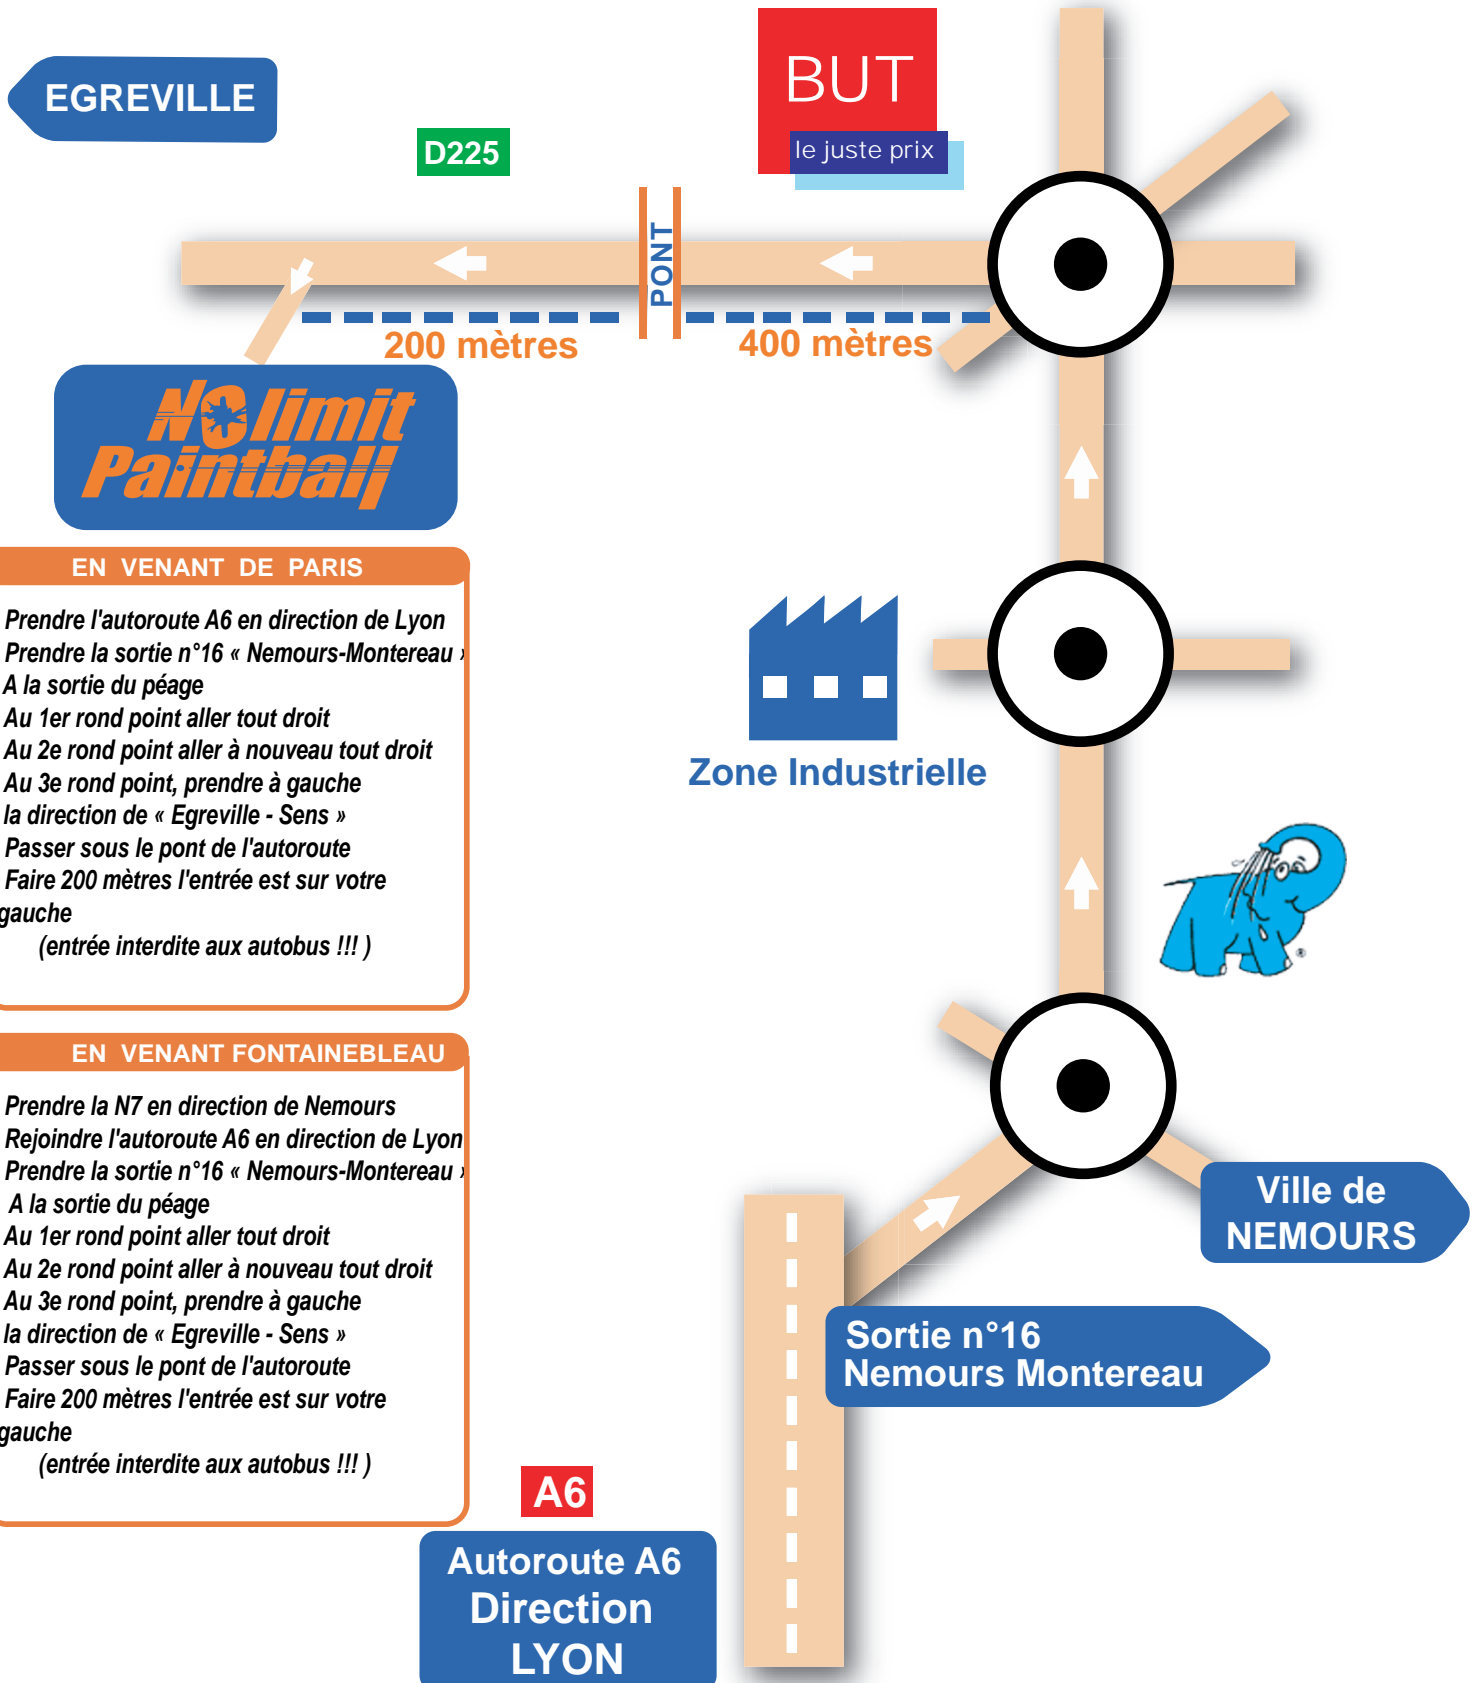 EGREVILLE
D225
BUT
le juste prix
PONT
200 mètres
400 mètres
No limit
Paintball
EN VENANT DE PARIS
Prendre l'autoroute A6 en direction de Lyon
Prendre la sortie n°16 « Nemours-Montereau »
A la sortie du péage
Au 1er rond point aller tout droit
Au 2e rond point aller à nouveau tout droit
Au 3e rond point, prendre à gauche
la direction de « Egreville - Sens »
Passer sous le pont de l'autoroute
Faire 200 mètres l'entrée est sur votre
gauche
(entrée interdite aux autobus !!! )
Zone Industrielle
®
EN VENANT FONTAINEBLEAU
Prendre la N7 en direction de Nemours
Rejoindre l'autoroute A6 en direction de Lyon
Prendre la sortie n°16 « Nemours-Montereau »
A la sortie du péage
Au 1er rond point aller tout droit
Au 2e rond point aller à nouveau tout droit
Au 3e rond point, prendre à gauche
la direction de « Egreville - Sens »
Passer sous le pont de l'autoroute
Faire 200 mètres l'entrée est sur votre
gauche
(entrée interdite aux autobus !!! )
Ville de
NEMOURS
Sortie n°16
Nemours Montereau
A6
Autoroute A6
Direction
LYON